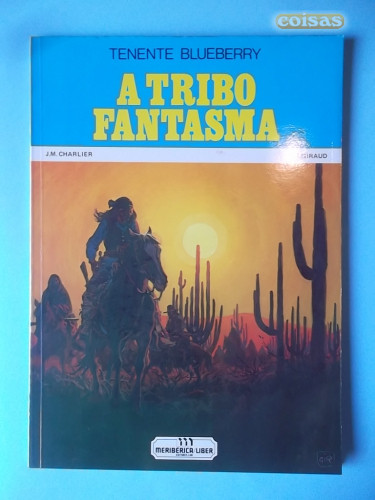 coisas
TENENTE BLUEBERRY
A TRIBO
FANTASMA
J.M. CHARLIER
MERIBÉRICA/LIBER